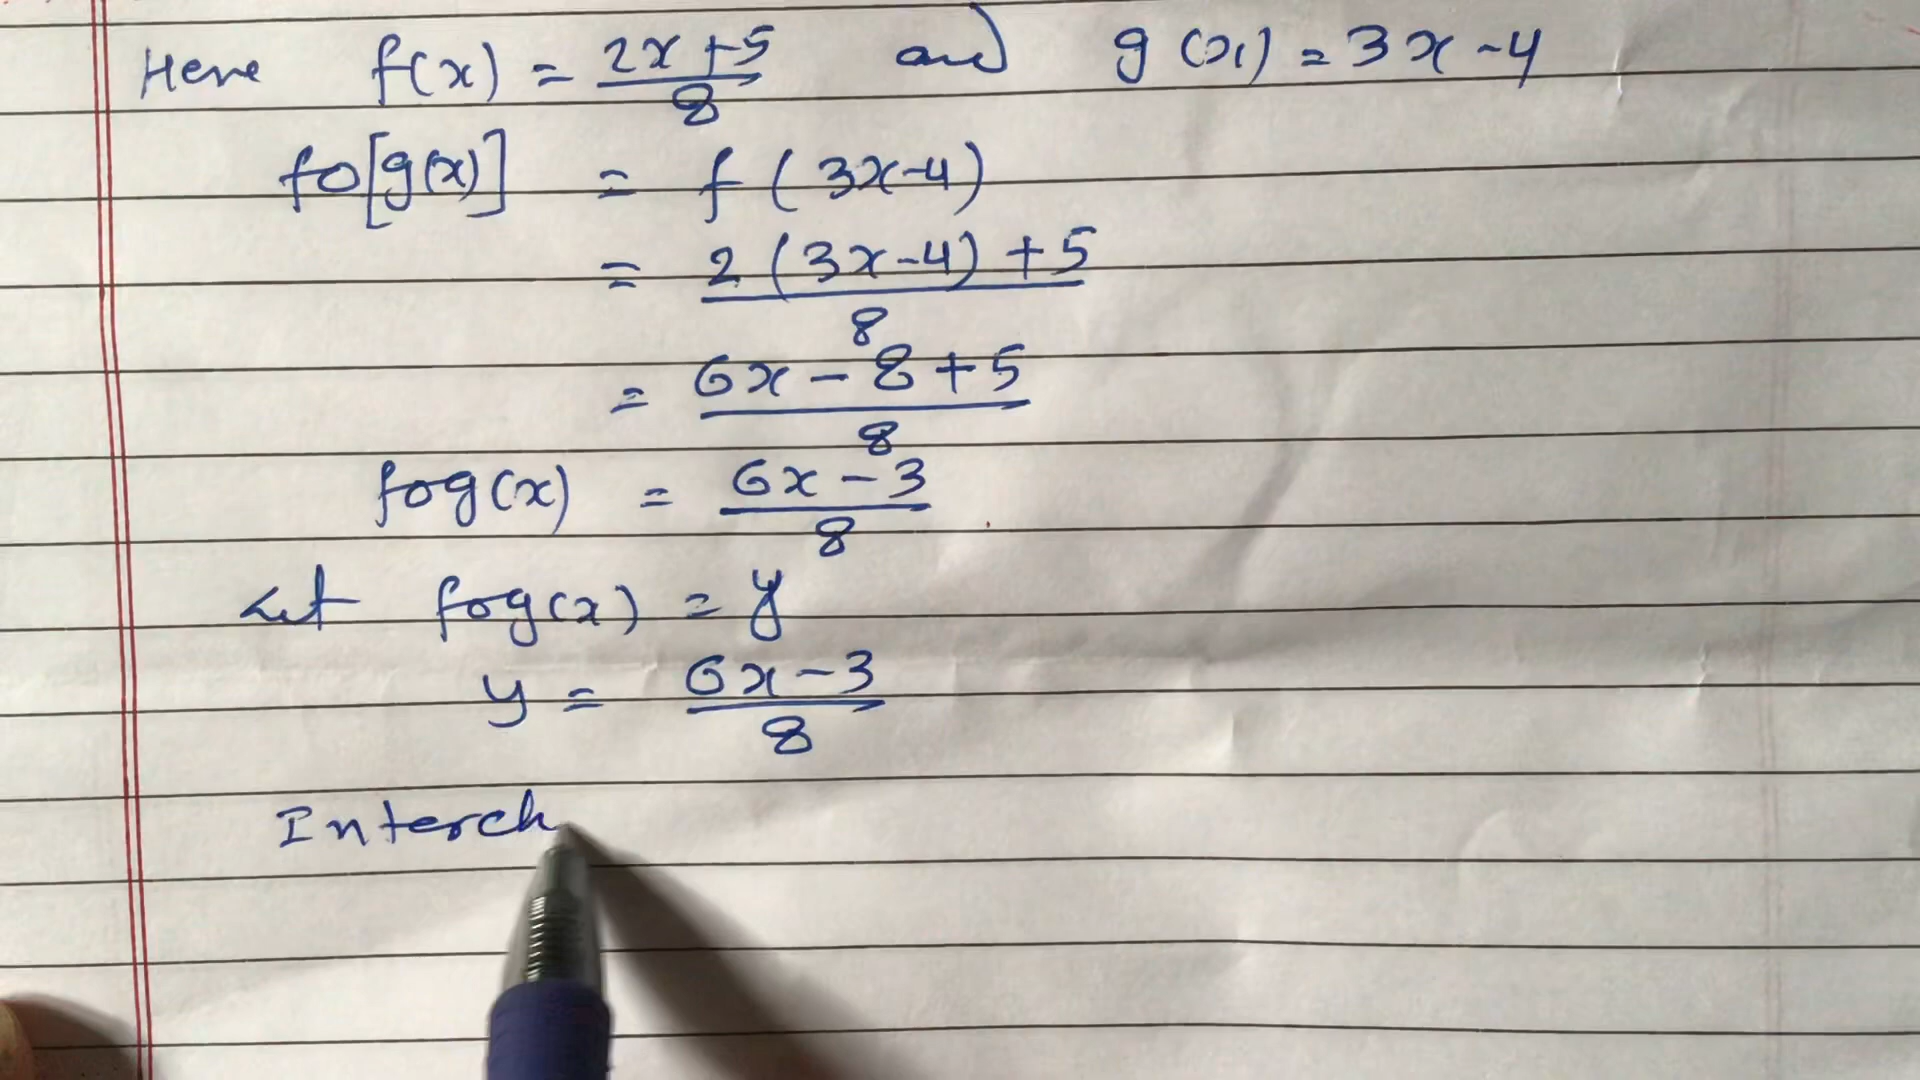 Here f(x) = (2x+5)/8 and g(x) = 3x-4
fo[g(x)] = f(3x-4)
= (2(3x-4)+5)/8
= (6x-8+5)/8
fog(x) = (6x-3)/8
Let fog(x) = y
y = (6x-3)/8
Interch